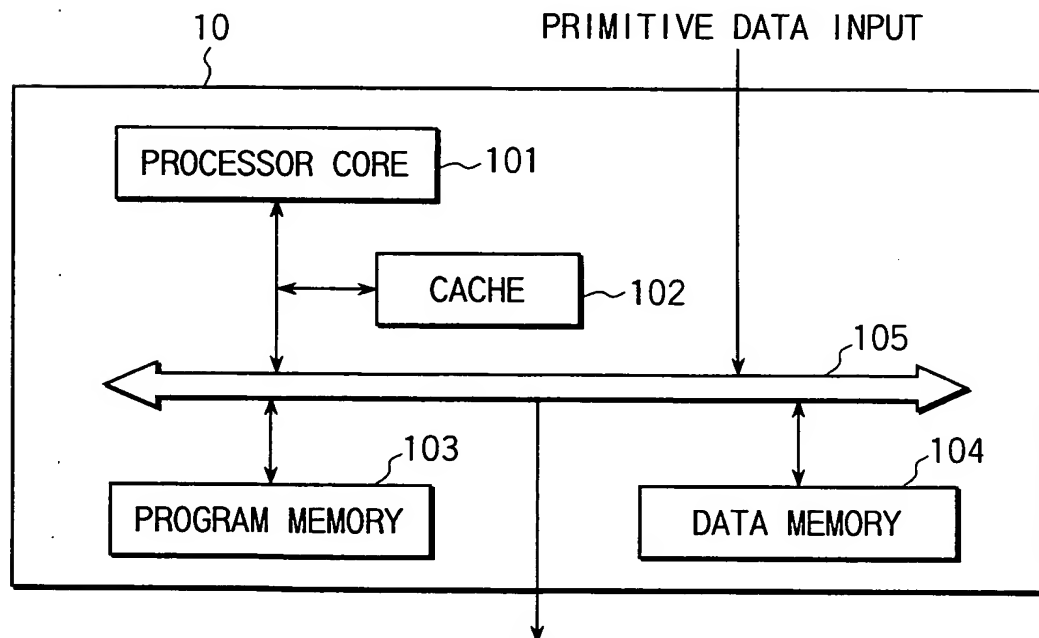 10
PRIMITIVE DATA INPUT
PROCESSOR CORE
101
CACHE
102
105
103
104
PROGRAM MEMORY
DATA MEMORY